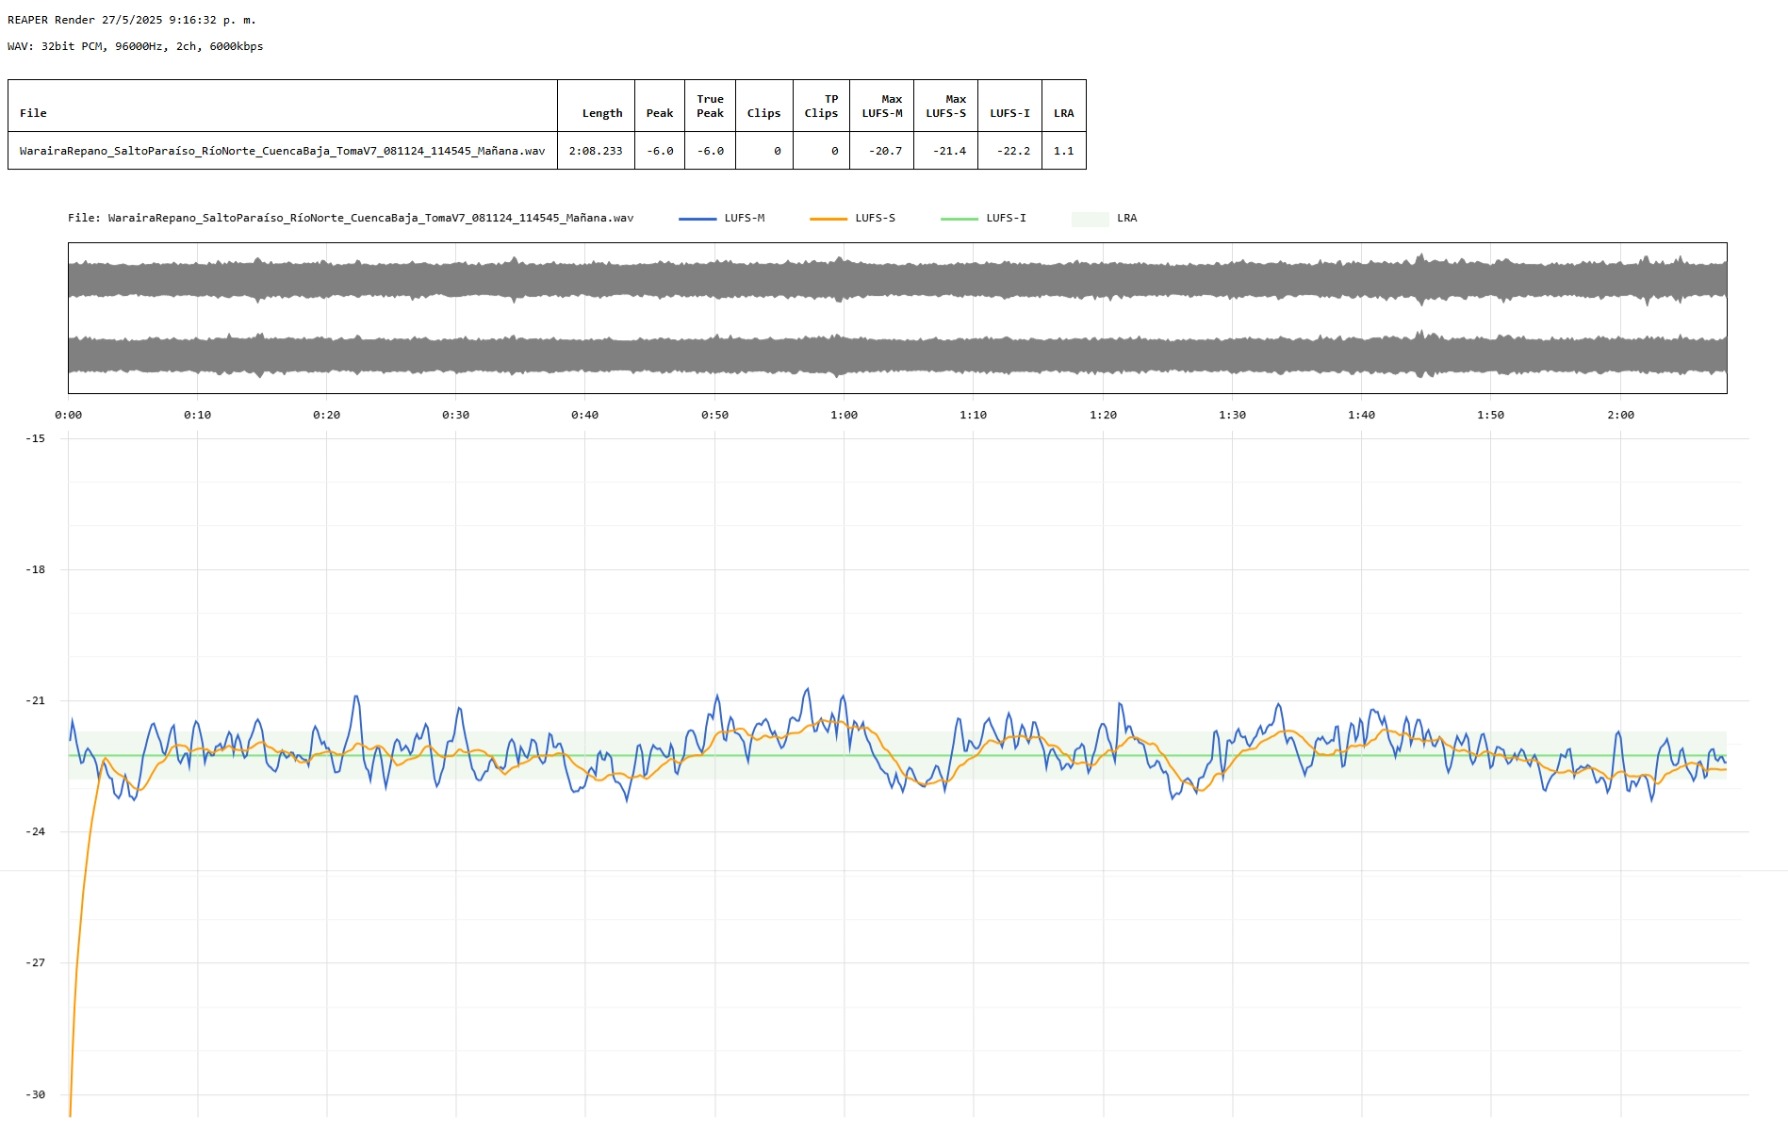 REAPER Render 27/5/2025 9:16:32 p. m.
WAV: 32bit PCM, 96000Hz, 2ch, 6000kbps
File Length Peak True Peak Clips TP Clips Max LUFS-M Max LUFS-S LUFS-I LRA
WarairaRepano_SaltoParaíso_RíoNorte_CuencaBaja_TomaV7_081124_114545_Mañana.wav 2:08.233 -6.0 -6.0 0 0 -20.7 -21.4 -22.2 1.1
File: WarairaRepano_SaltoParaíso_RíoNorte_CuencaBaja_TomaV7_081124_114545_Mañana.wav LUFS-M LUFS-S LUFS-I LRA
0:00 0:10 0:20 0:30 0:40 0:50 1:00 1:10 1:20 1:30 1:40 1:50 2:00
-15
-18
-21
-24
-27
-30